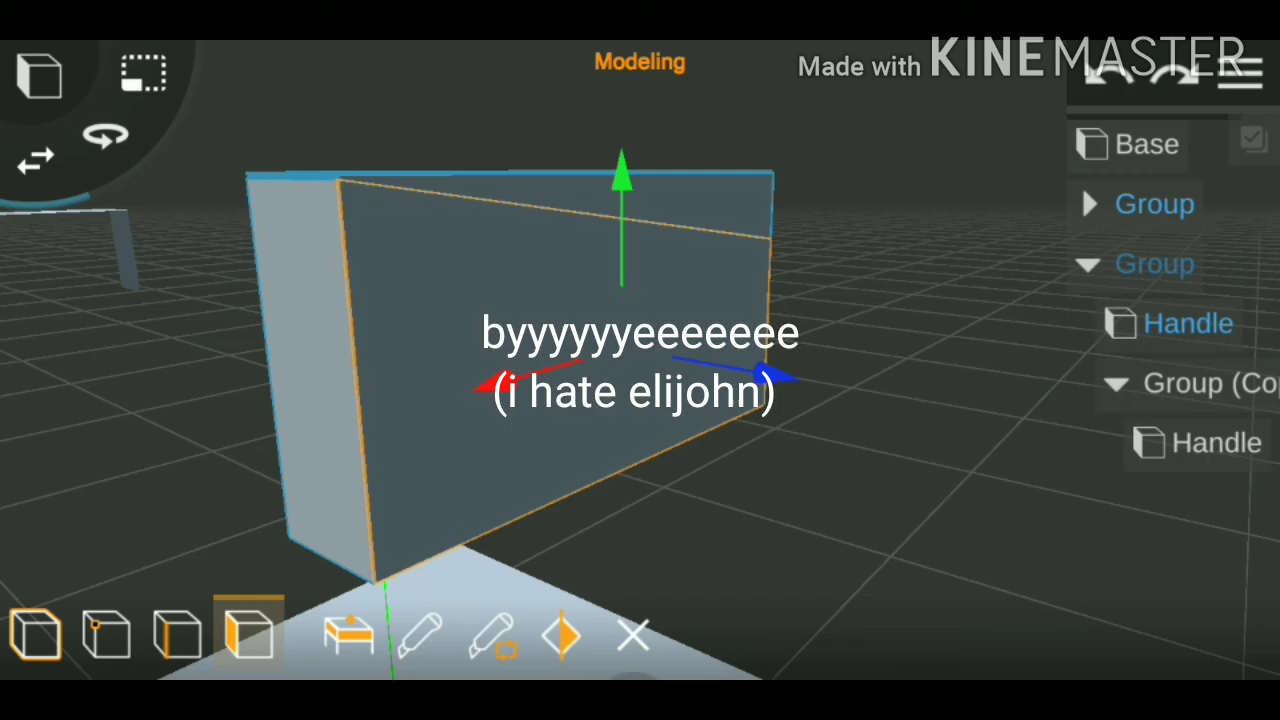 Modeling
Made with KINEMASTER
Base
Group
Group
Handle
Group (Co
Handle
byyyyyyeeeeeee
(i hate elijohn)